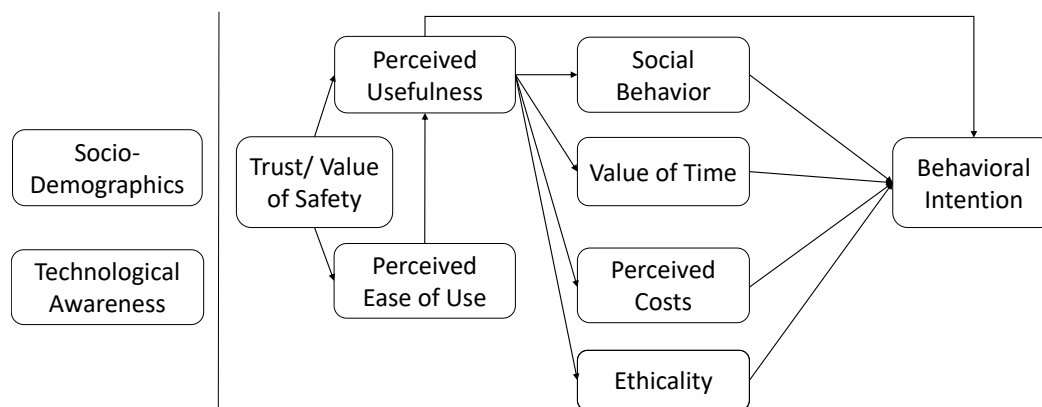 Socio-
Demographics
Technological
Awareness
Trust/ Value
of Safety
Perceived
Usefulness
Perceived
Ease of Use
Social
Behavior
Value of Time
Perceived
Costs
Ethicality
Behavioral
Intention